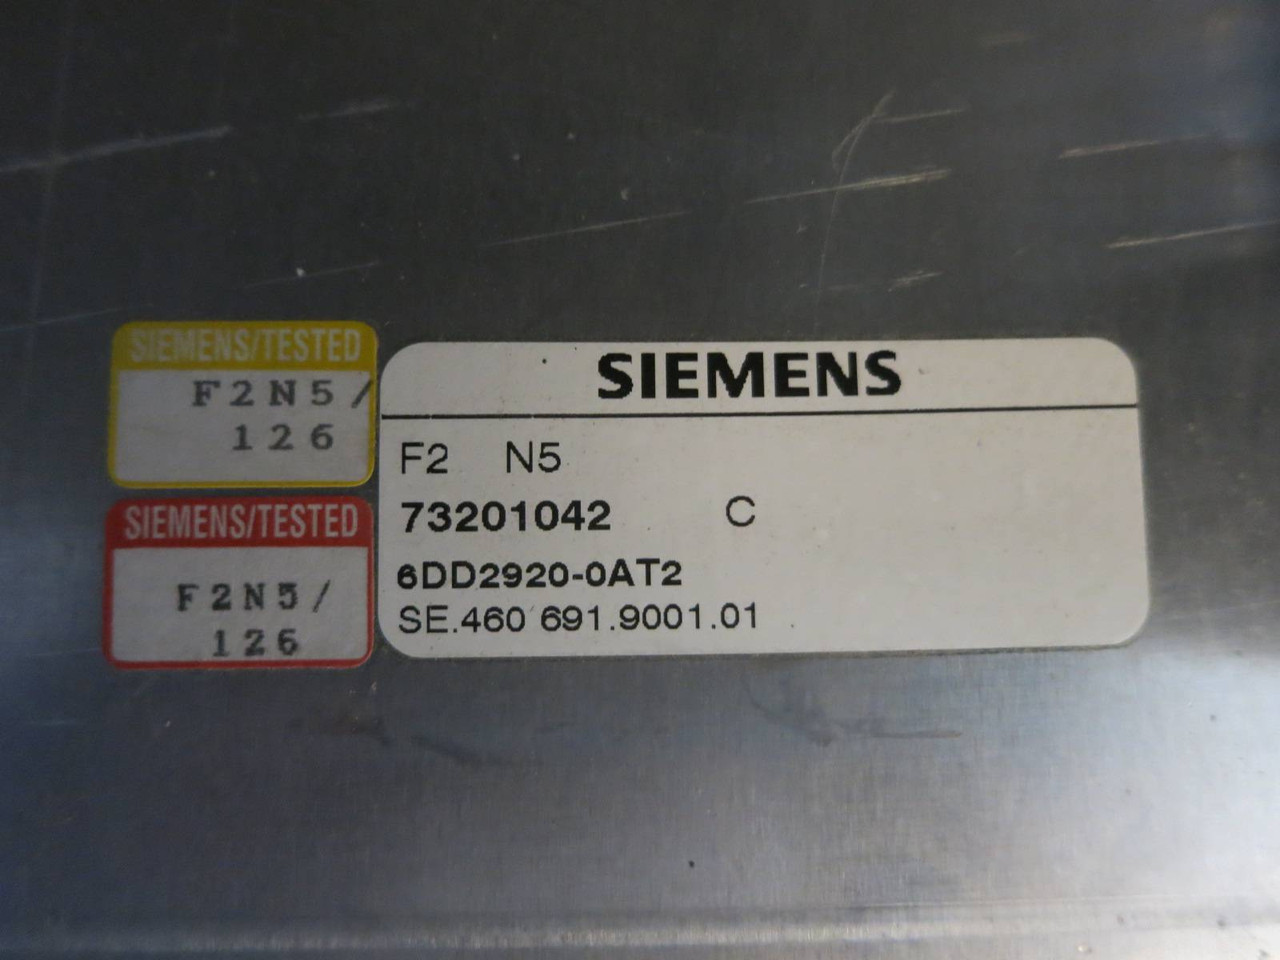 SIEMENS/TESTED
F2N5/
126
SIEMENS/TESTED
F2N5/
126
SIEMENS
F2 N5
73201042 C
6DD2920-0AT2
SE.460 691.9001.01